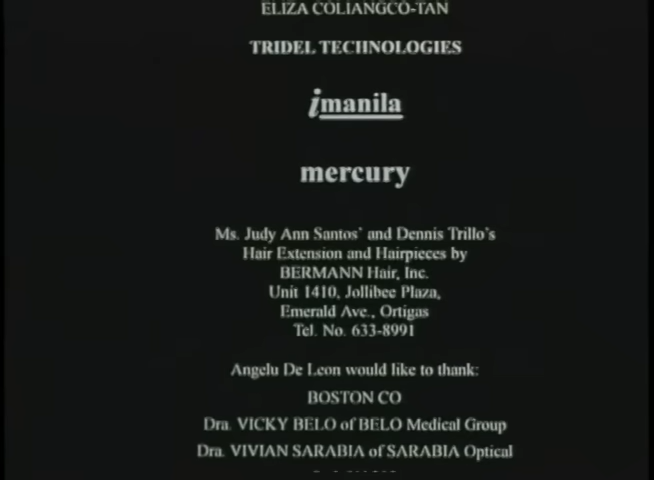 ELIZA COLIANGCO-TAN
TRIDEL TECHNOLOGIES
imanila
mercury
Ms. Judy Ann Santos' and Dennis Trillo's
Hair Extension and Hairpieces by
BERMANN Hair, Inc.
Unit 1410, Jollibee Plaza,
Emerald Ave., Ortigas
Tel. No. 633-8991
Angelu De Leon would like to thank:
BOSTON CO
Dra. VICKY BELO of BELO Medical Group
Dra. VIVIAN SARABIA of SARABIA Optical